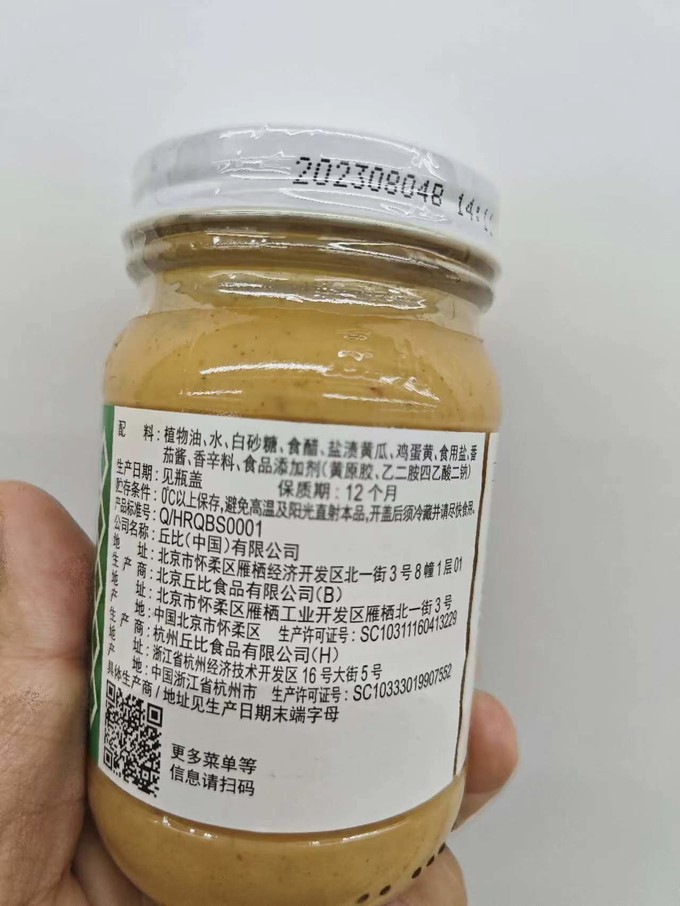 202308048 14:1
配 料:植物油、水、白砂糖、食醋、盐渍黄瓜、鸡蛋黄、食用盐、番
茄酱、香辛料、食品添加剂(黄原胶、乙二胺四乙酸二钠)
生产日期:见瓶盖 保质期:12个月
贮存条件:0℃以上保存,避免高温及阳光直射本品,开盖后须冷藏并请尽快食用。
产品标准号:Q/HRQBS0001
公司名称:丘比(中国)有限公司
地 址:北京市怀柔区雁栖经济开发区北一街3号8幢1层01
生 产 商:北京丘比食品有限公司(B)
地 址:北京市怀柔区雁栖工业开发区雁栖北一街3号
产 地:中国北京市怀柔区 生产许可证号:SC10311160413229
生 产 商:杭州丘比食品有限公司(H)
地 址:浙江省杭州经济技术开发区16号大街5号
产 地:中国浙江省杭州市 生产许可证号:SC10333019907552
具体生产商/地址见生产日期末端字母
更多菜单等
信息请扫码